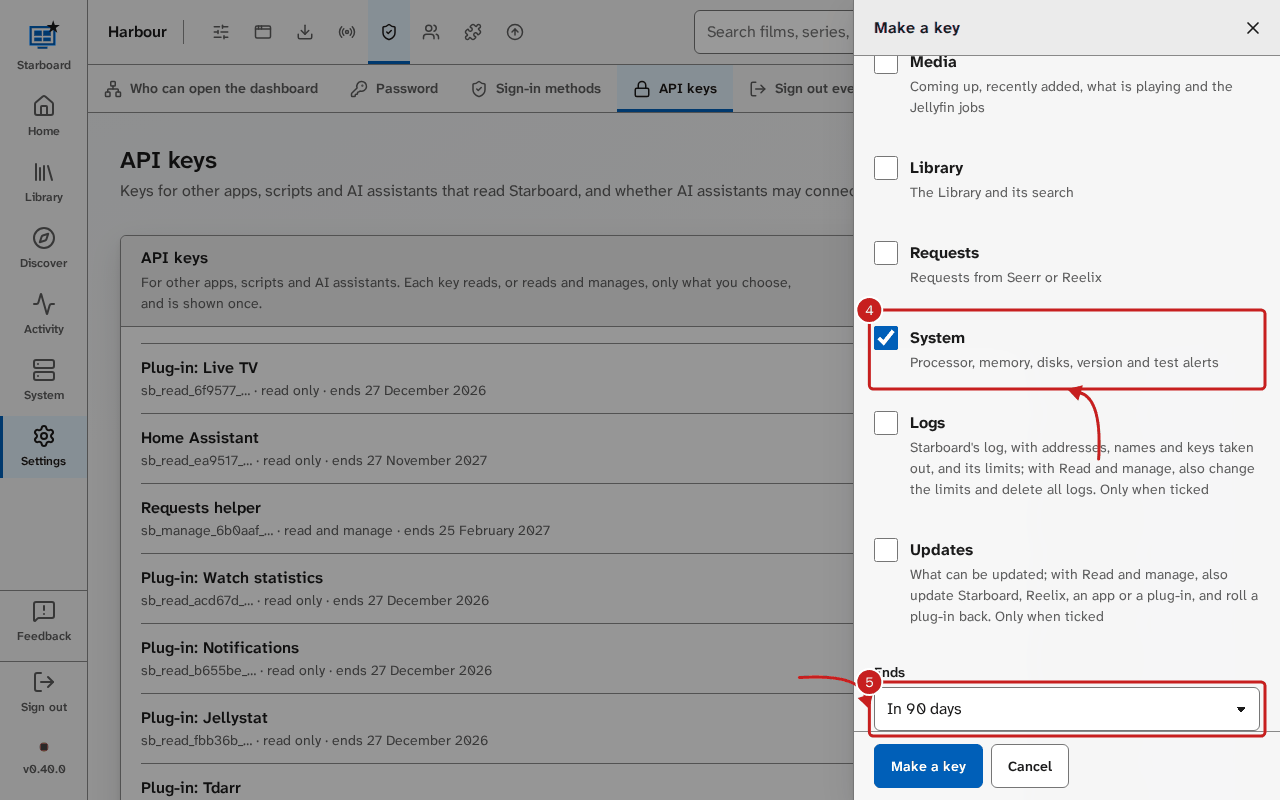 Starboard
Home
Library
Discover
Activity
System
Settings
Feedback
Sign out
v0.40.0
Harbour
Search films, series,
Who can open the dashboard
Password
Sign-in methods
API keys
Sign out eve
API keys
Keys for other apps, scripts and AI assistants that read Starboard, and whether AI assistants may connec
API keys
For other apps, scripts and AI assistants. Each key reads, or reads and manages, only what you choose,
and is shown once.
Plug-in: Live TV
sb_read_6f9577_… · read only · ends 27 December 2026
Home Assistant
sb_read_ea9517_… · read only · ends 27 November 2027
Requests helper
sb_manage_6b0aaf_… · read and manage · ends 25 February 2027
Plug-in: Watch statistics
sb_read_acd67d_… · read only · ends 27 December 2026
Plug-in: Notifications
sb_read_b655be_… · read only · ends 27 December 2026
Plug-in: Jellystat
sb_read_fbb36b_… · read only · ends 27 December 2026
Plug-in: Tdarr
Make a key
Media
Coming up, recently added, what is playing and the
Jellyfin jobs
Library
The Library and its search
Requests
Requests from Seerr or Reelix
4
System
Processor, memory, disks, version and test alerts
Logs
Starboard's log, with addresses, names and keys taken
out, and its limits; with Read and manage, also change
the limits and delete all logs. Only when ticked
Updates
What can be updated; with Read and manage, also
update Starboard, Reelix, an app or a plug-in, and roll a
plug-in back. Only when ticked
Ends
5
In 90 days
Make a key
Cancel